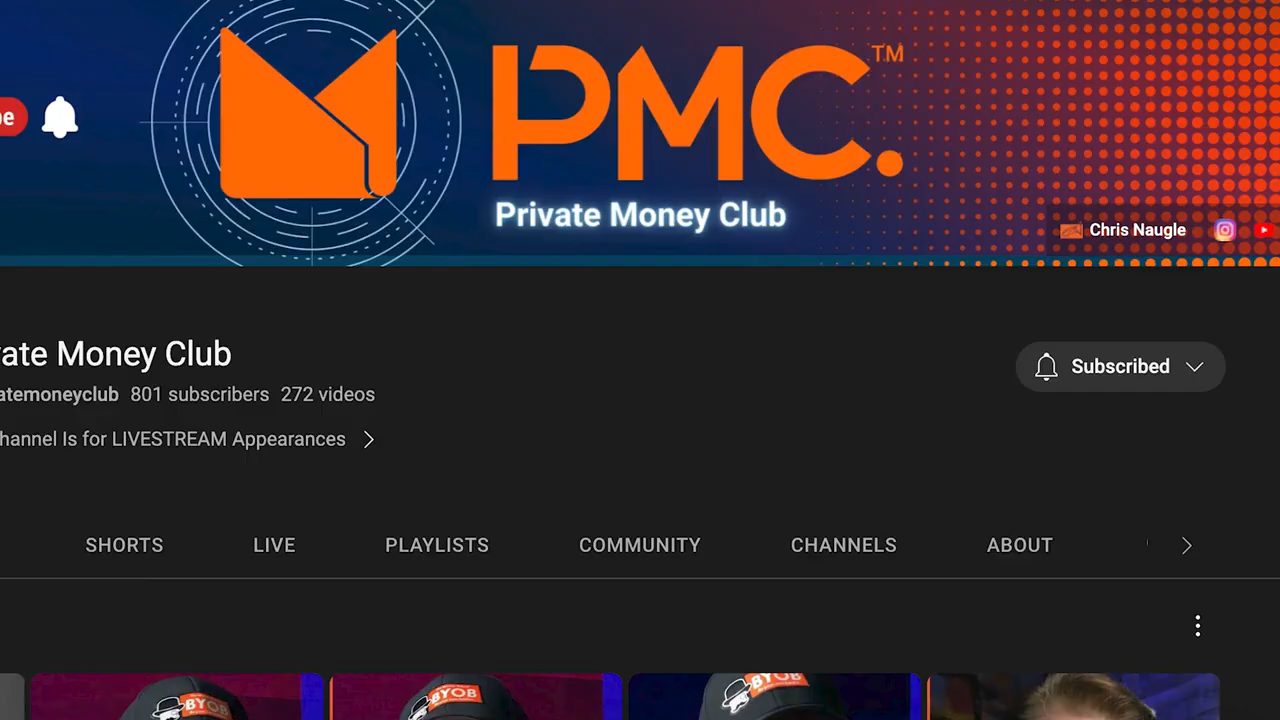 PMC.™
be
Private Money Club
Chris Naugle
ate Money Club
atemoneyclub 801 subscribers 272 videos
hannel Is for LIVESTREAM Appearances
Subscribed
SHORTS LIVE PLAYLISTS COMMUNITY CHANNELS ABOUT
BYOB BYOB BYOB